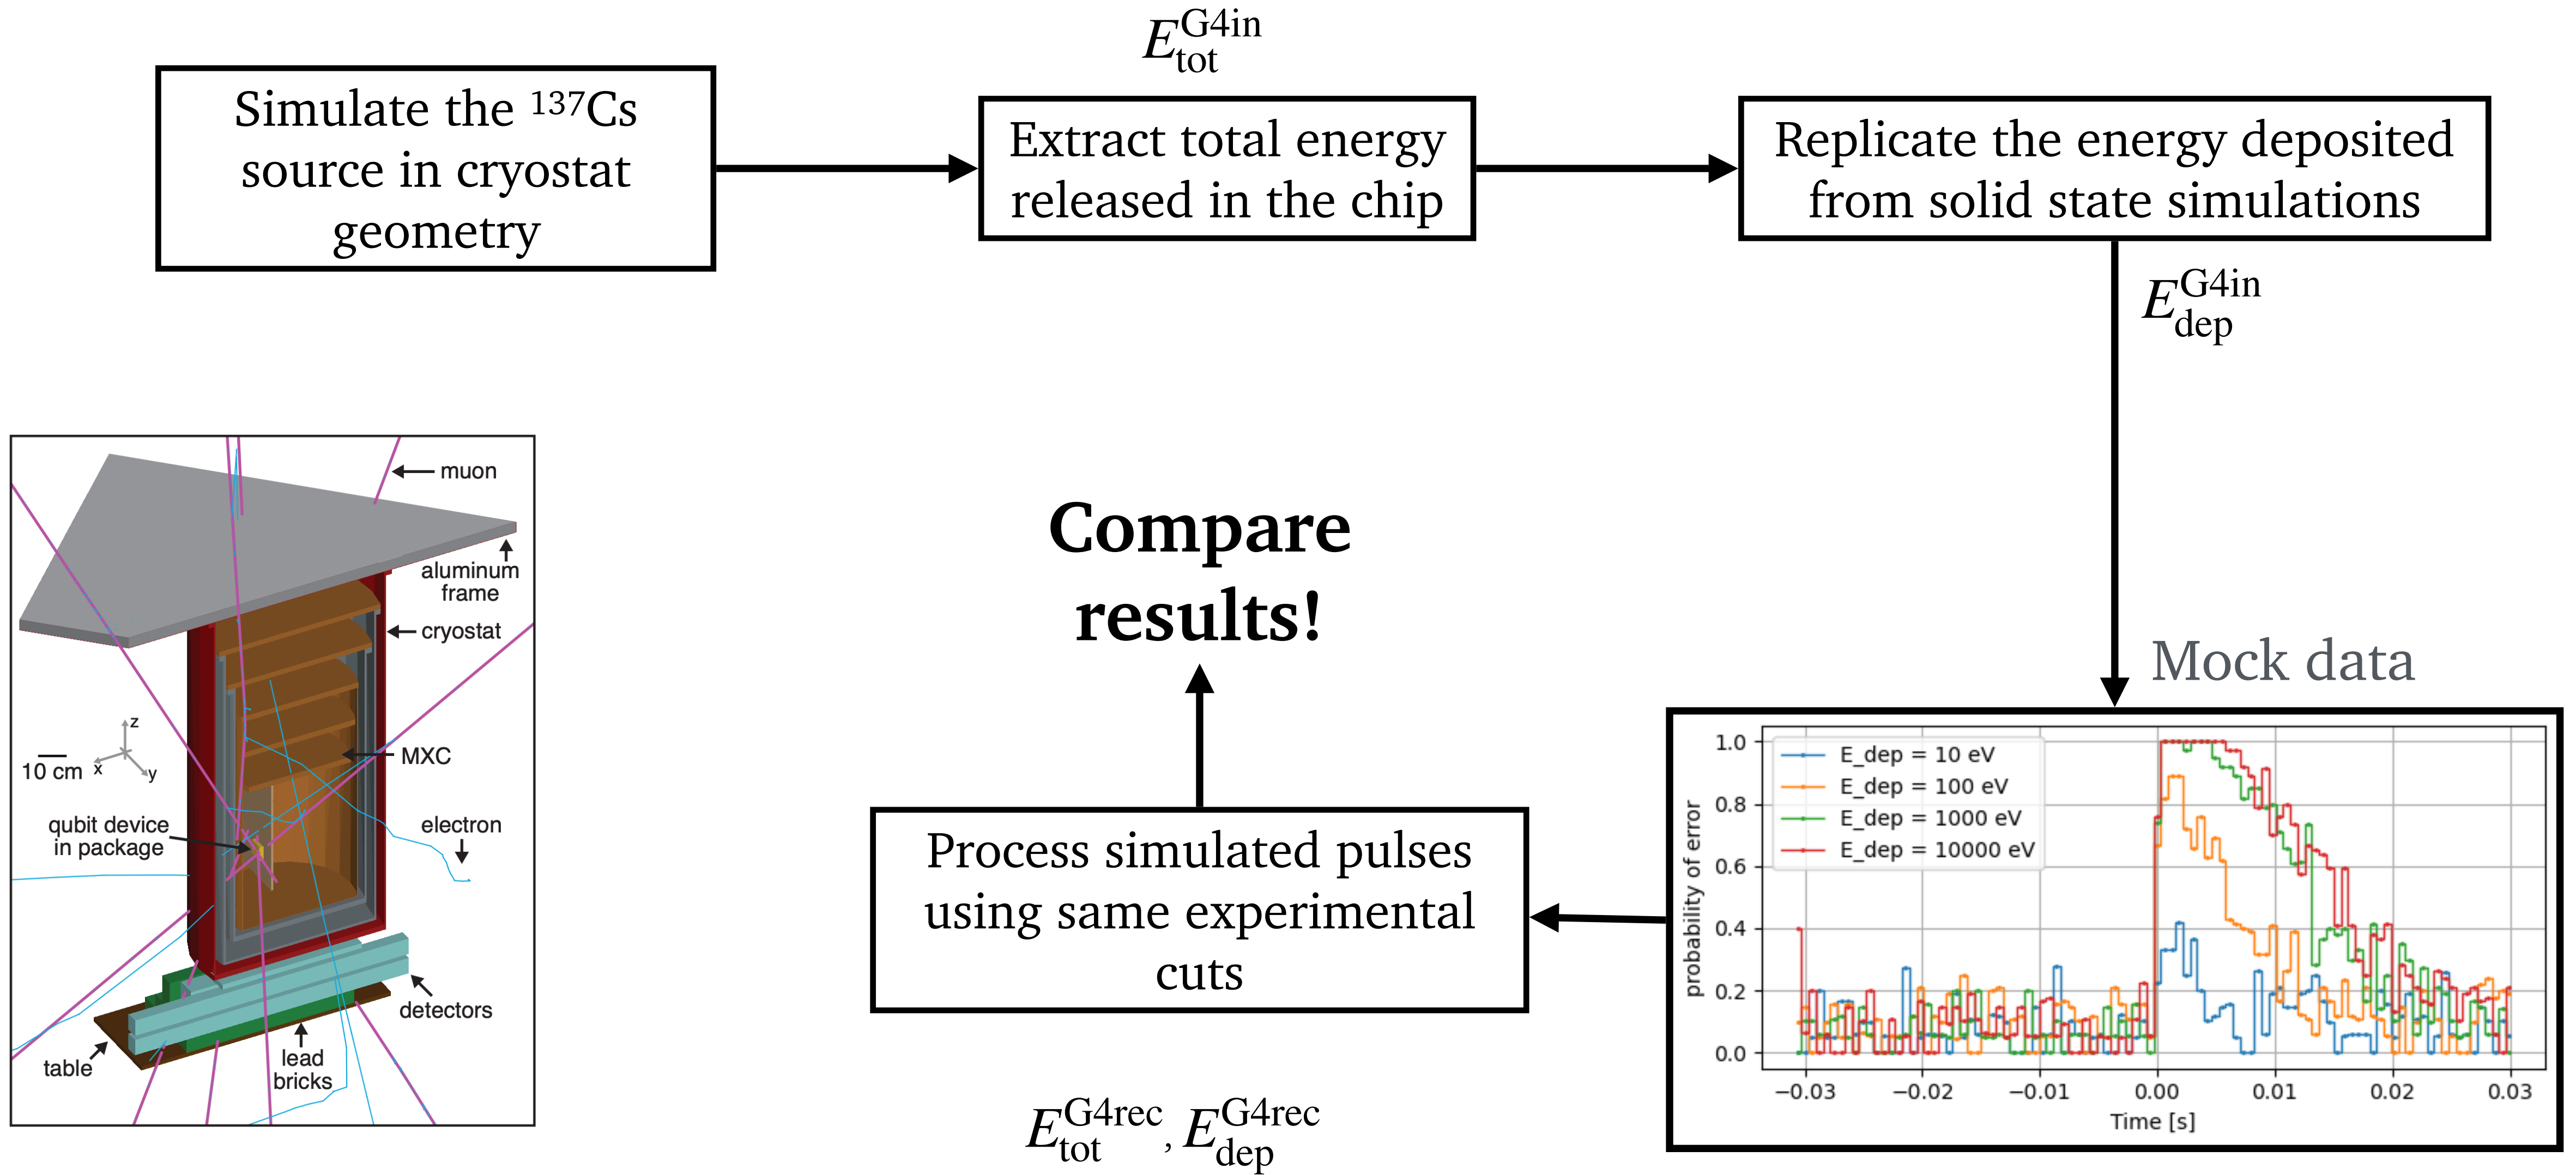 E_tot^G4in
Simulate the ¹³⁷Cs
source in cryostat
geometry
Extract total energy
released in the chip
Replicate the energy deposited
from solid state simulations
E_dep^G4in
muon
aluminum
frame
cryostat
z
x
y
10 cm
MXC
qubit device
in package
electron
detectors
table
lead
bricks
Compare
results!
Mock data
Process simulated pulses
using same experimental
cuts
E_tot^G4rec, E_dep^G4rec
probability of error
1.0
0.8
0.6
0.4
0.2
0.0
E_dep = 10 eV
E_dep = 100 eV
E_dep = 1000 eV
E_dep = 10000 eV
−0.03 −0.02 −0.01 0.00 0.01 0.02 0.03
Time [s]